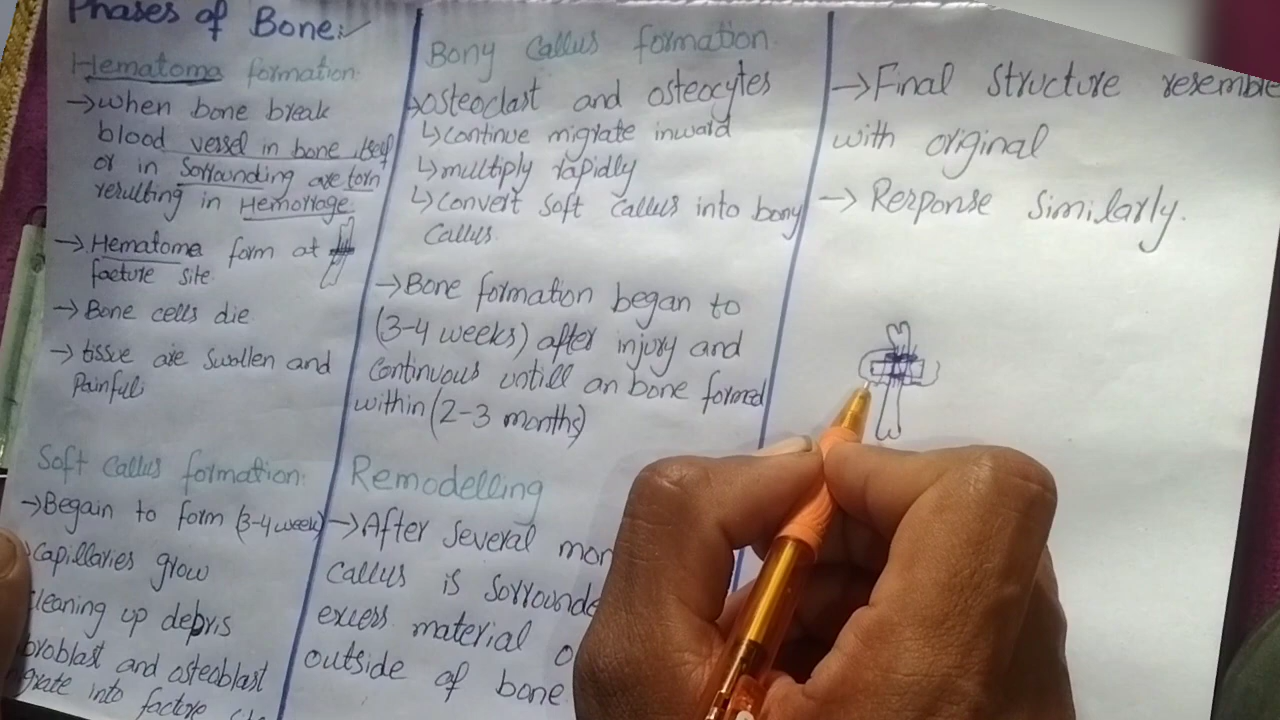 Phases of Bone:
Hematoma formation:
→ when bone break
blood vessel in bone itself
or in Sorrounding are torn
resulting in Hemorrage.
→ Hematoma form at
facture site
→ Bone cells die
→ tissue are swollen and
Painful
Soft Callus formation:
→ Begain to form (3-4 week)
Capillaries grow
cleaning up debris
and osteoblast
into facture
Bony Callus formation
→ osteoclast and osteocytes
↳ continue migrate inward
↳ multiply rapidly
↳ convert Soft Callus into bony
Callus.
→ Bone formation began to
(3-4 weeks) after injury and
continuous untill an bone formed
within (2-3 months)
Remodelling
→ After several
callus is
excess material
outside of bone
→ Final Structure resemble
with original
→ Response Similarly.